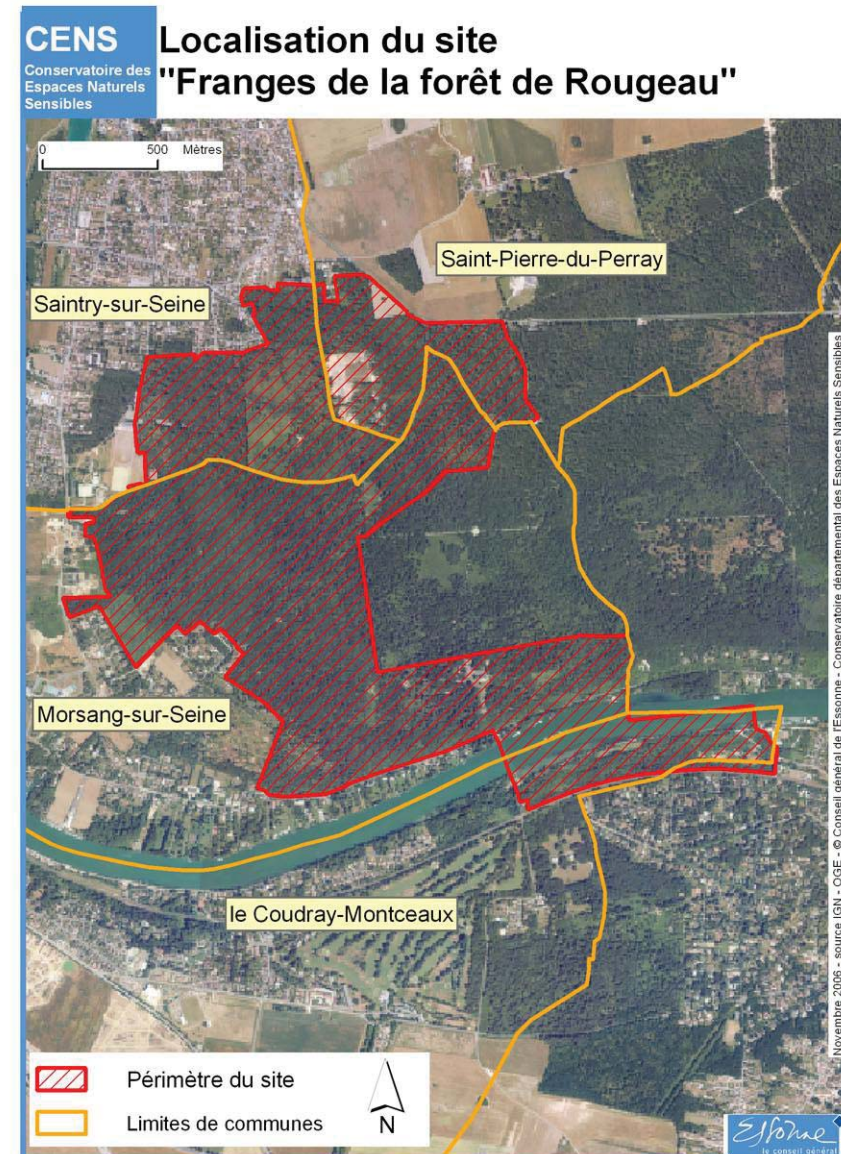 CENS
Conservatoire des
Espaces Naturels
Sensibles
Localisation du site
"Franges de la forêt de Rougeau"
0 500 Mètres
Saint-Pierre-du-Perray
Saintry-sur-Seine
Morsang-sur-Seine
le Coudray-Montceaux
Périmètre du site
Limites de communes
N
Novembre 2006 - source IGN - OGE - © Conseil général de l'Essonne - Conservatoire départemental des Espaces Naturels Sensibles
Essonne
le conseil général